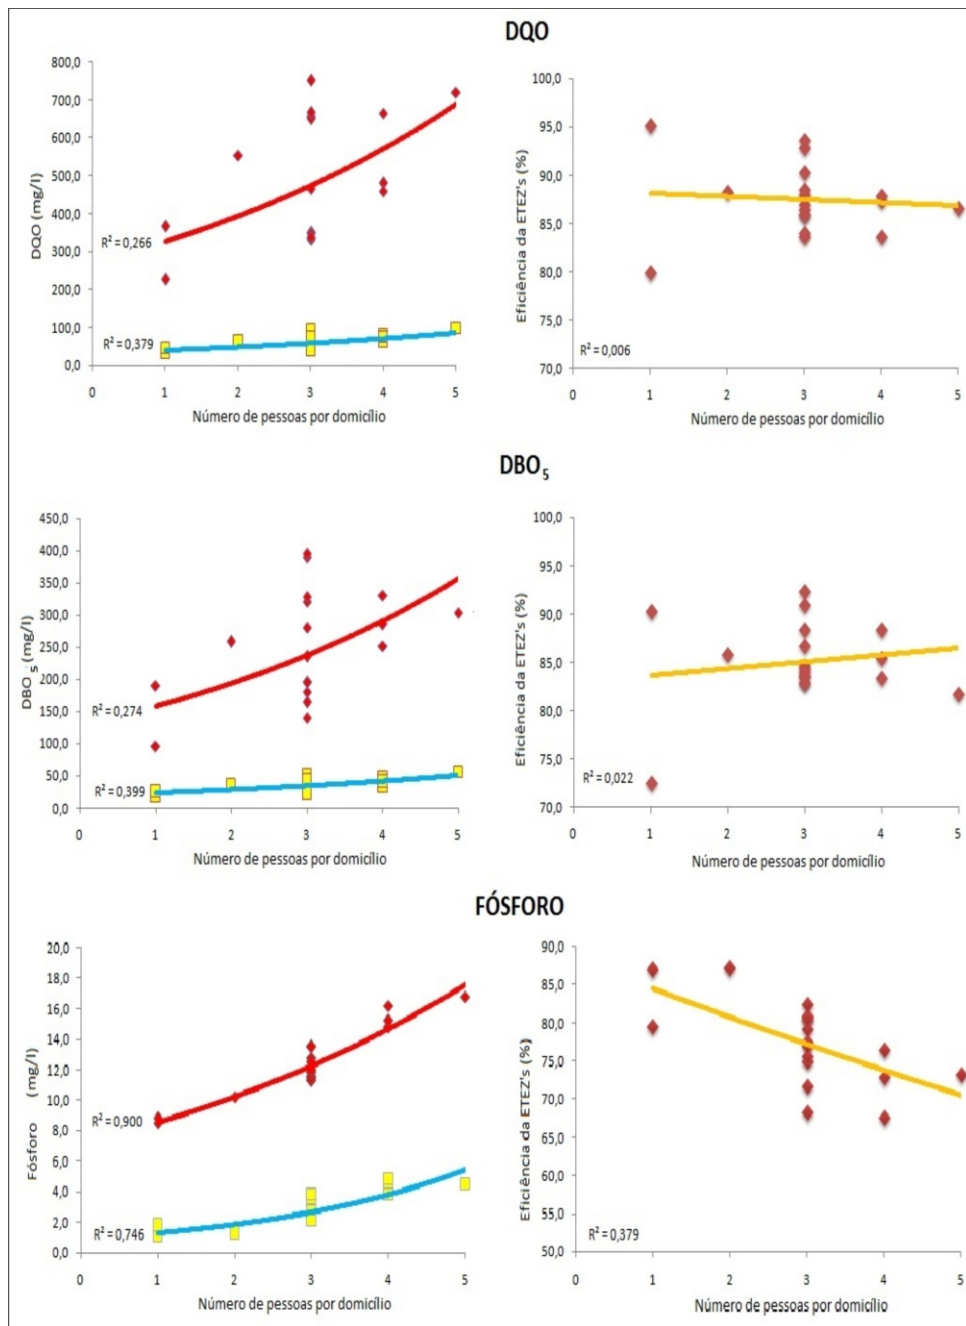 DQO
DQO (mg/l)
800,0
700,0
600,0
500,0
400,0
300,0
200,0
100,0
0,0
R² = 0,266
R² = 0,379
0 1 2 3 4 5
Número de pessoas por domicílio
Eficiência da ETEZ's (%)
100,0
95,0
90,0
85,0
80,0
75,0
70,0
R² = 0,006
0 1 2 3 4 5
Número de pessoas por domicílio
DBO₅
DBO₅ (mg/l)
450,0
400,0
350,0
300,0
250,0
200,0
150,0
100,0
50,0
0,0
R² = 0,274
R² = 0,399
0 1 2 3 4 5
Número de pessoas por domicílio
Eficiência da ETEZ's (%)
100,0
95,0
90,0
85,0
80,0
75,0
70,0
R² = 0,022
0 1 2 3 4 5
Número de pessoas por domicílio
FÓSFORO
Fósforo (mg/l)
20,0
18,0
16,0
14,0
12,0
10,0
8,0
6,0
4,0
2,0
0,0
R² = 0,900
R² = 0,746
0 1 2 3 4 5
Número de pessoas por domicílio
Eficiência da ETEZ's (%)
90,0
85,0
80,0
75,0
70,0
65,0
60,0
55,0
50,0
R² = 0,379
0 1 2 3 4 5
Número de pessoas por domicílio